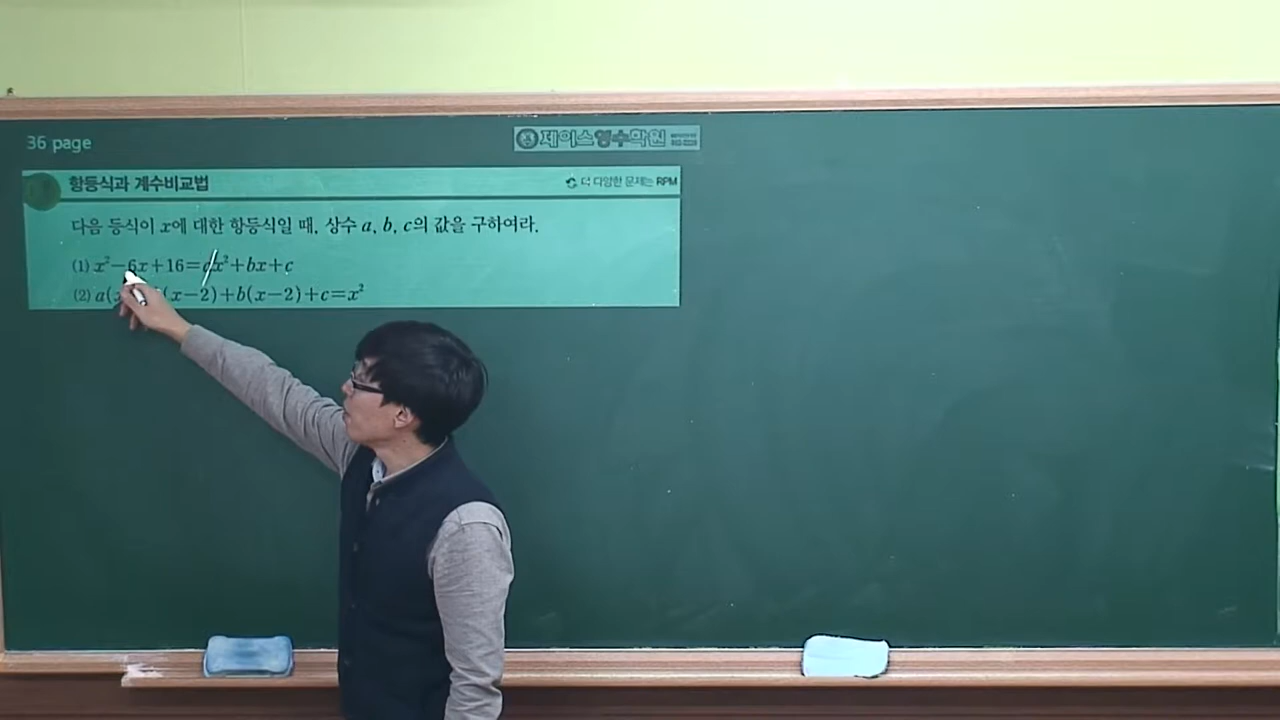 36 page
제이스영수학원
항등식과 계수비교법
더 다양한 문제는 RPM
다음 등식이 x에 대한 항등식일 때, 상수 a, b, c의 값을 구하여라.
(1) x²-6x+16=ax²+bx+c
(2) a(x (x-2)+b(x-2)+c=x²